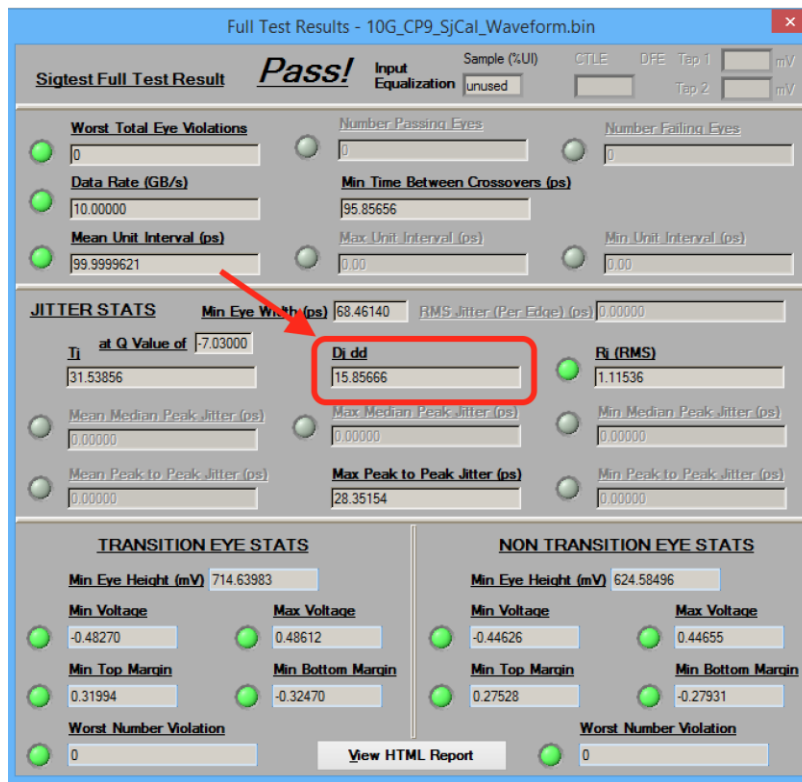 Full Test Results - 10G_CP9_SjCal_Waveform.bin
Sigtest Full Test Result Pass! Input Equalization Sample (%UI) unused CTLE DFE Tap 1 mV
Tap 2 mV
Worst Total Eye Violations Number Passing Eyes Number Failing Eyes
0 0 0
Data Rate (GB/s) Min Time Between Crossovers (ps)
10.00000 95.85656
Mean Unit Interval (ps) Max Unit Interval (ps) Min Unit Interval (ps)
99.9999621 0.00 0.00
JITTER STATS Min Eye Width (ps) 68.46140 RMS Jitter (Per Edge) (ps) 0.00000
Tj at Q Value of -7.03000 Dj dd Rj (RMS)
31.53856 15.85666 1.11536
Mean Median Peak Jitter (ps) Max Median Peak Jitter (ps) Min Median Peak Jitter (ps)
0.00000 0.00000 0.00000
Mean Peak to Peak Jitter (ps) Max Peak to Peak Jitter (ps) Min Peak to Peak Jitter (ps)
0.00000 28.35154 0.00000
TRANSITION EYE STATS
Min Eye Height (mV) 714.63983
Min Voltage Max Voltage
-0.48270 0.48612
Min Top Margin Min Bottom Margin
0.31994 -0.32470
Worst Number Violation
0
NON TRANSITION EYE STATS
Min Eye Height (mV) 624.58496
Min Voltage Max Voltage
-0.44626 0.44655
Min Top Margin Min Bottom Margin
0.27528 -0.27931
Worst Number Violation
0
View HTML Report